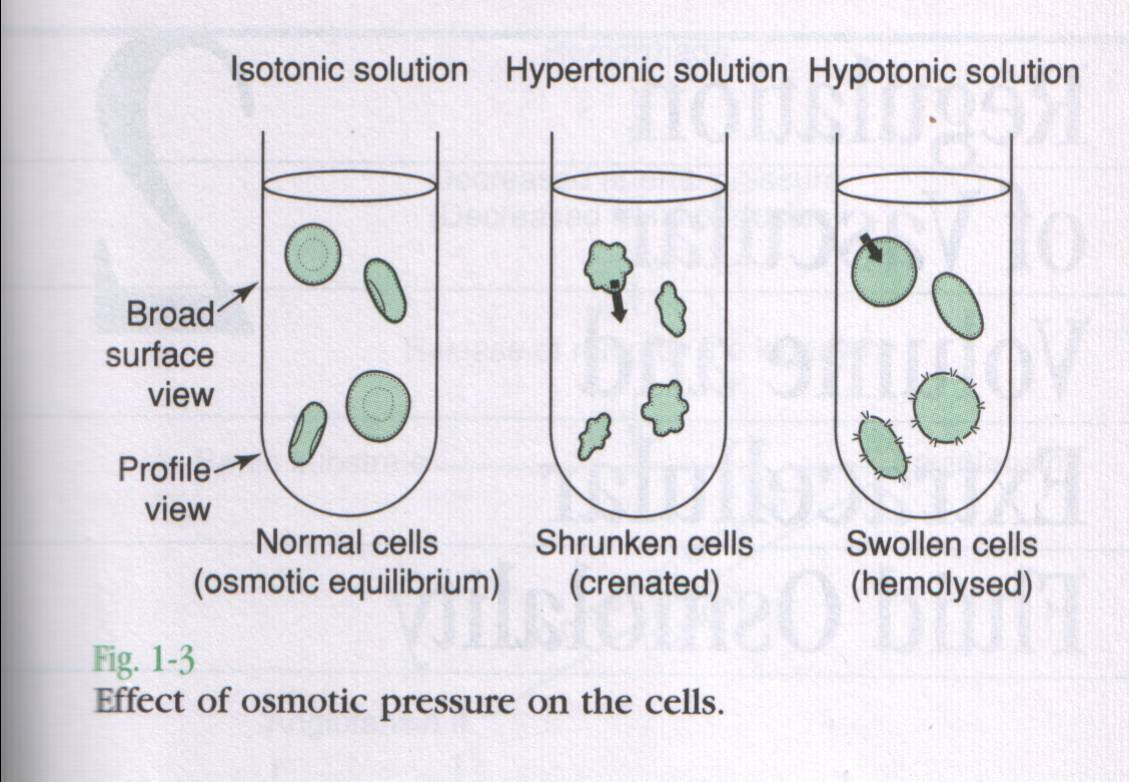 Isotonic solution
Hypertonic solution
Hypotonic solution
Broad
surface
view
Profile
view
Normal cells
(osmotic equilibrium)
Shrunken cells
(crenated)
Swollen cells
(hemolysed)
Fig. 1-3
Effect of osmotic pressure on the cells.